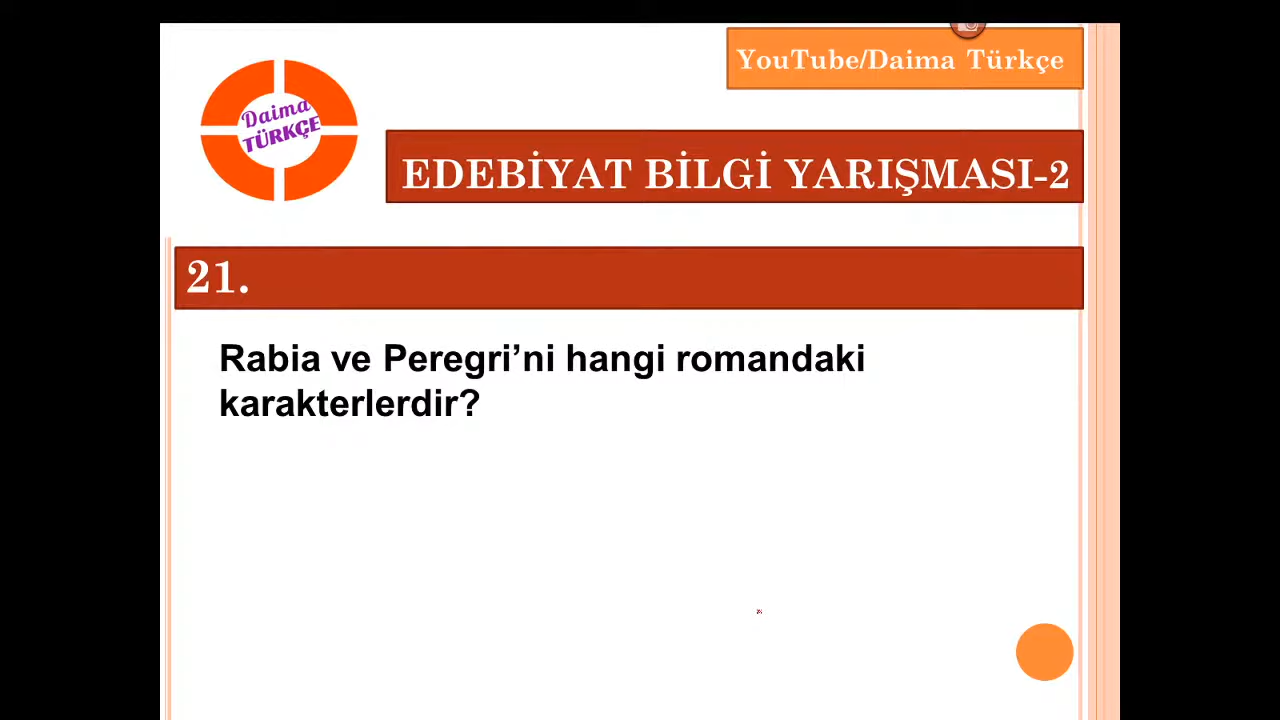 YouTube/Daima Türkçe
Daima
TÜRKÇE
EDEBİYAT BİLGİ YARIŞMASI-2
21.
Rabia ve Peregri’ni hangi romandaki
karakterlerdir?